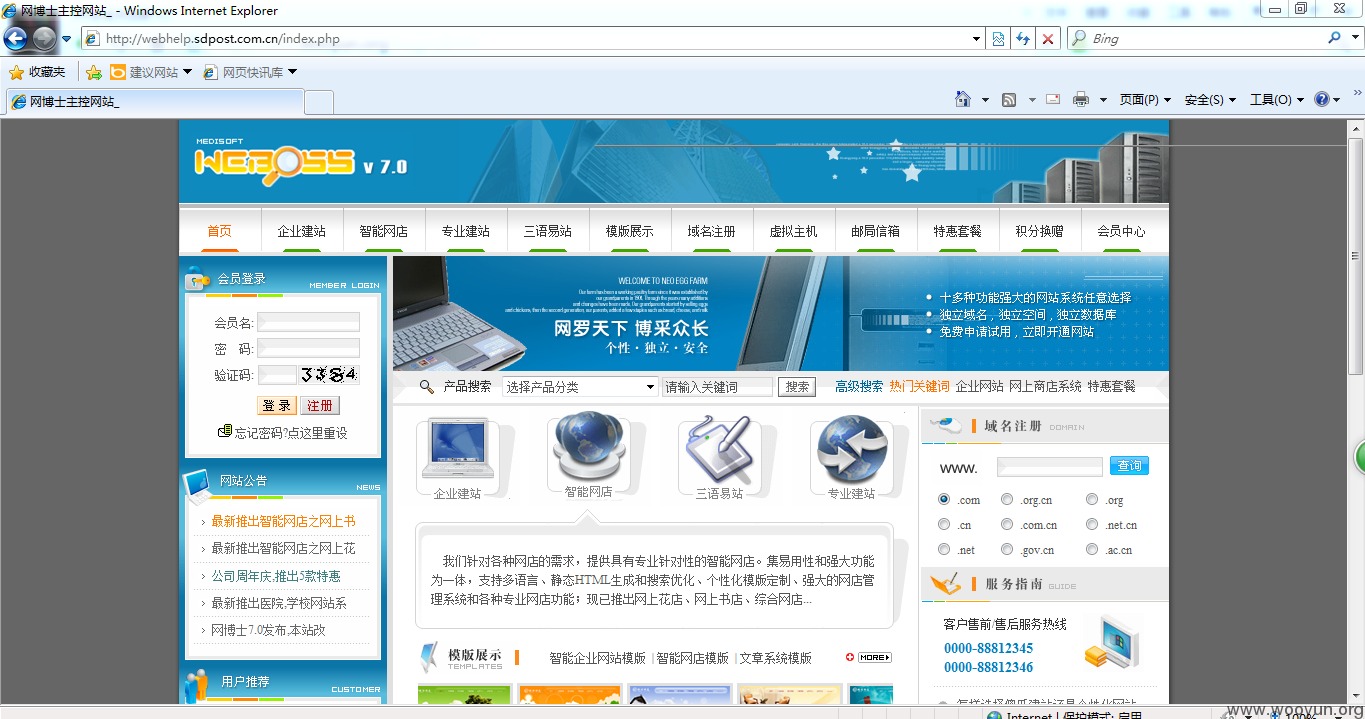 网博士主控网站_ - Windows Internet Explorer
http://webhelp.sdpost.com.cn/index.php
Bing
收藏夹 建议网站 网页快讯库
网博士主控网站_
页面(P) 安全(S) 工具(O)
MEDISOFT
WEBOSS v 7.0
首页 企业建站 智能网店 专业建站 三语易站 模版展示 域名注册 虚拟主机 邮局信箱 特惠套餐 积分换赠 会员中心
会员登录 MEMBER LOGIN
会员名:
密 码:
验证码: 3384
登 录 注册
忘记密码?点这里重设
WELCOME TO NEO EGG FARM
网罗天下 博采众长
个性·独立·安全
十多种功能强大的网站系统任意选择
独立域名，独立空间，独立数据库
免费申请试用，立即开通网站
产品搜索 选择产品分类 请输入关键词 搜索 高级搜索 热门关键词 企业网站 网上商店系统 特惠套餐
企业建站 智能网店 三语易站 专业建站
域名注册 DOMAIN
www. 查询
.com .org.cn .org
.cn .com.cn .net.cn
.net .gov.cn .ac.cn
网站公告 NEWS
最新推出智能网店之网上书
最新推出智能网店之网上花
公司周年庆,推出5款特惠
最新推出医院,学校网站系
网博士7.0发布,本站改
我们针对各种网店的需求，提供具有专业针对性的智能网店。集易用性和强大功能
为一体，支持多语言、静态HTML生成和搜索优化、个性化模版定制、强大的网店管
理系统和各种专业网店功能；现已推出网上花店、网上书店、综合网店...
服务指南 GUIDE
客户售前/售后服务热线
0000-88812345
0000-88812346
模版展示 TEMPLATES 智能企业网站模版 | 智能网店模版 | 文章系统模版 MORE
用户推荐 CUSTOMER
Internet | 保护模式: 启用
100%
www.wooyun.org